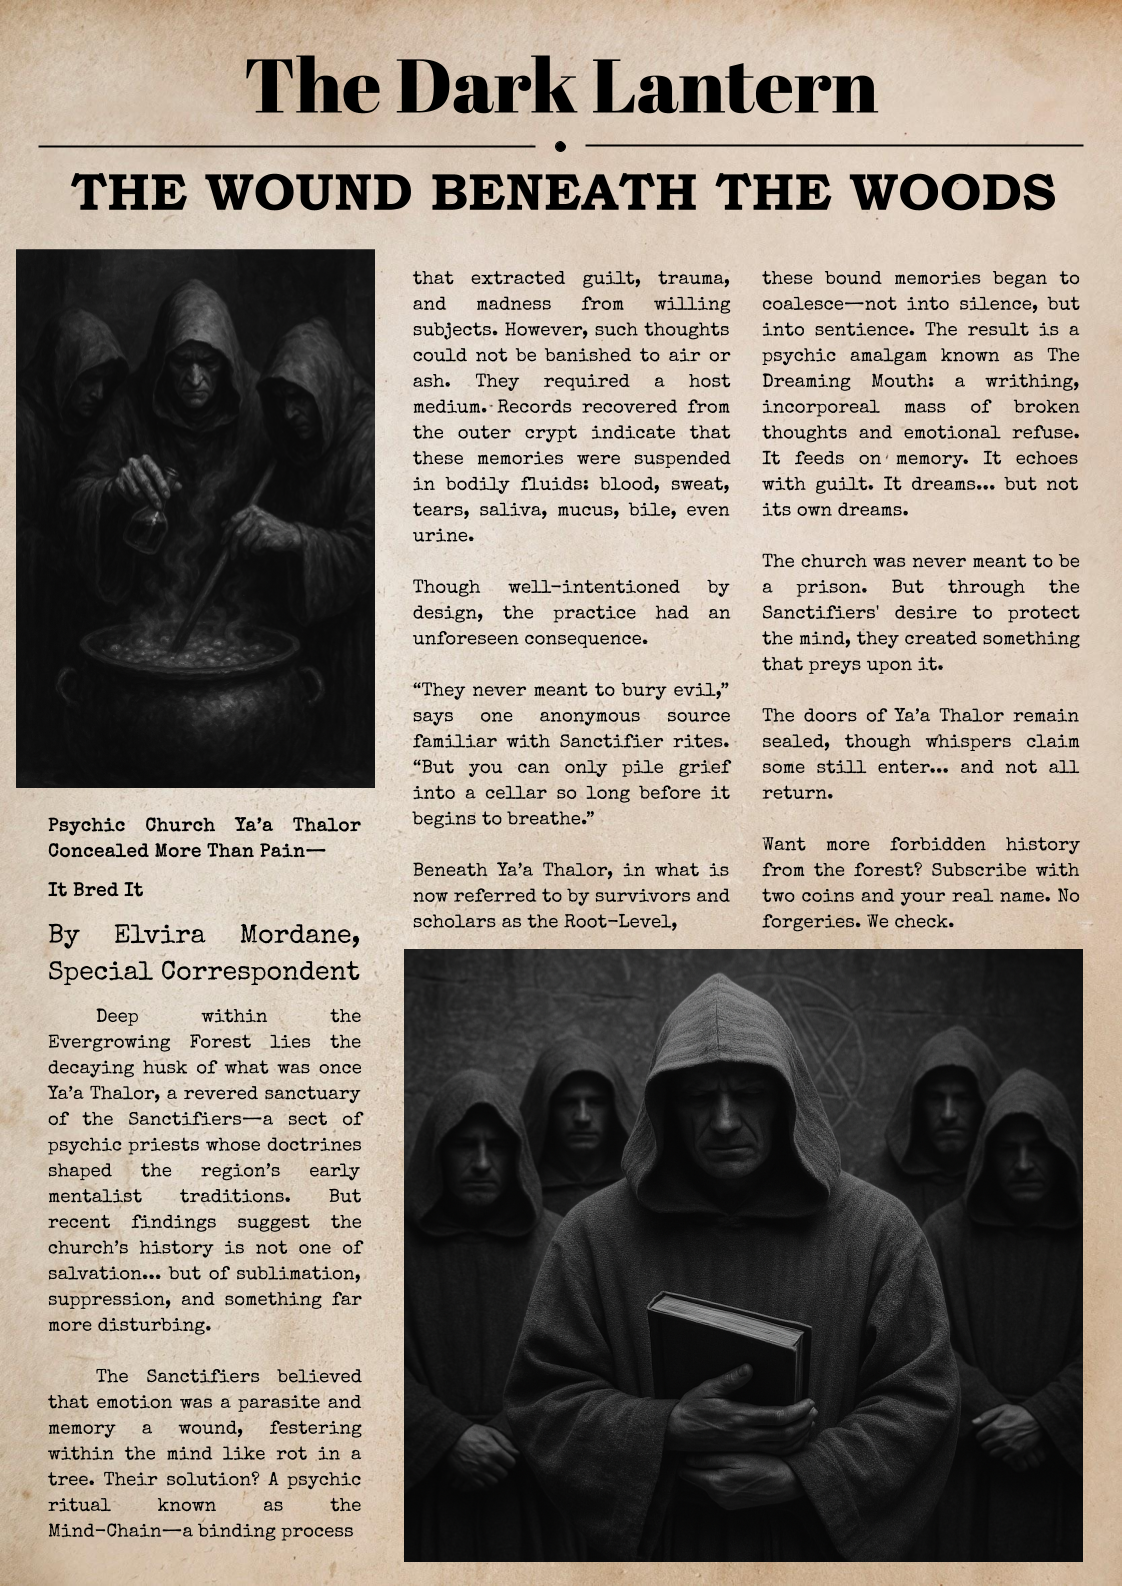 The Dark Lantern
THE WOUND BENEATH THE WOODS
Psychic Church Ya’a Thalor
Concealed More Than Pain—
It Bred It
By Elvira Mordane,
Special Correspondent
Deep within the
Evergrowing Forest lies the
decaying husk of what was once
Ya’a Thalor, a revered sanctuary
of the Sanctifiers—a sect of
psychic priests whose doctrines
shaped the region’s early
mentalist traditions. But
recent findings suggest the
church’s history is not one of
salvation... but of sublimation,
suppression, and something far
more disturbing.
The Sanctifiers believed
that emotion was a parasite and
memory a wound, festering
within the mind like rot in a
tree. Their solution? A psychic
ritual known as the
Mind-Chain—a binding process
that extracted guilt, trauma,
and madness from willing
subjects. However, such thoughts
could not be banished to air or
ash. They required a host
medium. Records recovered from
the outer crypt indicate that
these memories were suspended
in bodily fluids: blood, sweat,
tears, saliva, mucus, bile, even
urine.
Though well-intentioned by
design, the practice had an
unforeseen consequence.
“They never meant to bury evil,”
says one anonymous source
familiar with Sanctifier rites.
“But you can only pile grief
into a cellar so long before it
begins to breathe.”
Beneath Ya’a Thalor, in what is
now referred to by survivors and
scholars as the Root-Level,
these bound memories began to
coalesce—not into silence, but
into sentience. The result is a
psychic amalgam known as The
Dreaming Mouth: a writhing,
incorporeal mass of broken
thoughts and emotional refuse.
It feeds on memory. It echoes
with guilt. It dreams... but not
its own dreams.
The church was never meant to be
a prison. But through the
Sanctifiers' desire to protect
the mind, they created something
that preys upon it.
The doors of Ya’a Thalor remain
sealed, though whispers claim
some still enter... and not all
return.
Want more forbidden history
from the forest? Subscribe with
two coins and your real name. No
forgeries. We check.